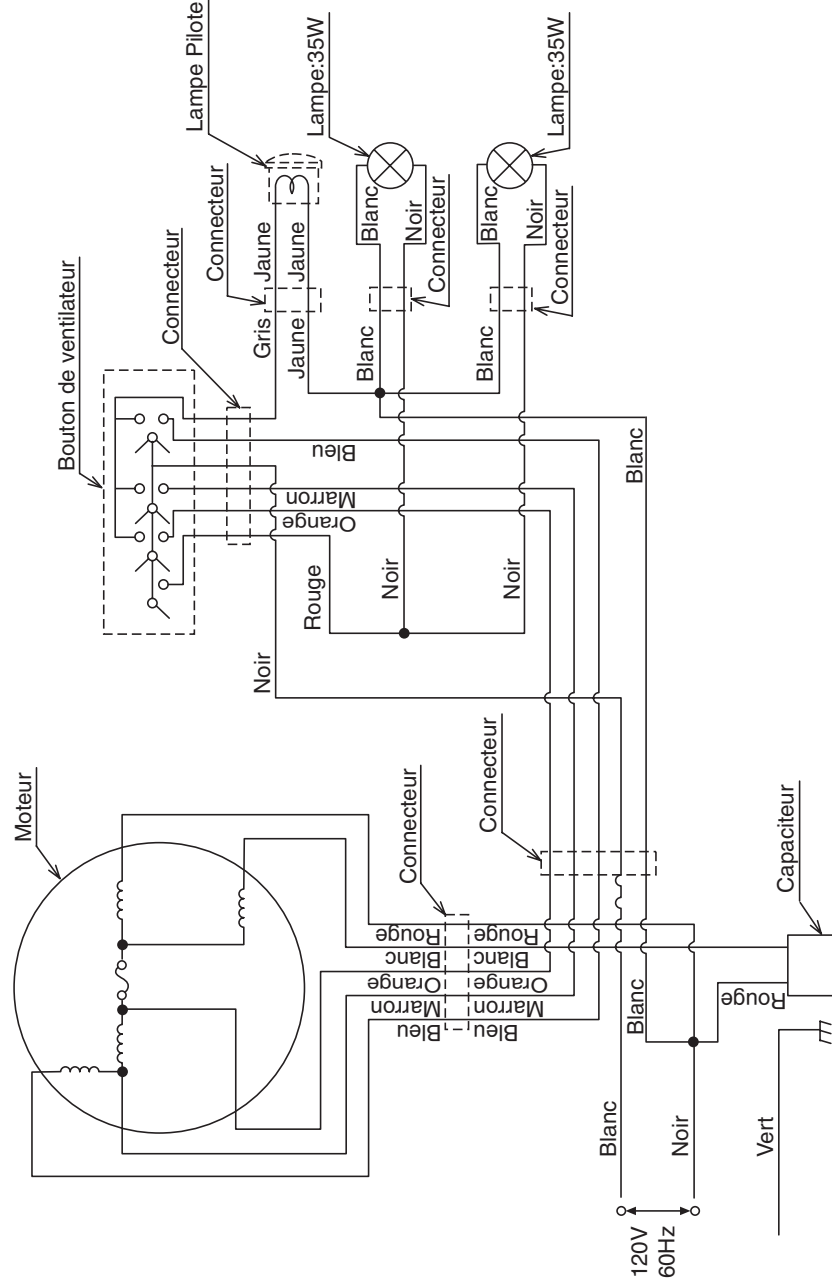 Lampe Pilote
Lampe:35W
Lampe:35W
Connecteur
Connecteur
Bouton de ventilateur
Jaune
Jaune
Gris
Jaune
Blanc
Noir
Connecteur
Blanc
Blanc
Noir
Connecteur
Blanc
Bleu
Marron
Orange
Blanc
Rouge
Noir
Noir
Noir
Moteur
Connecteur
Connecteur
Capaciteur
Rouge
Blanc
Orange
Marron
Bleu
Rouge
Blanc
Orange
Marron
Bleu
Blanc
Rouge
Blanc
Noir
Vert
120V
60Hz